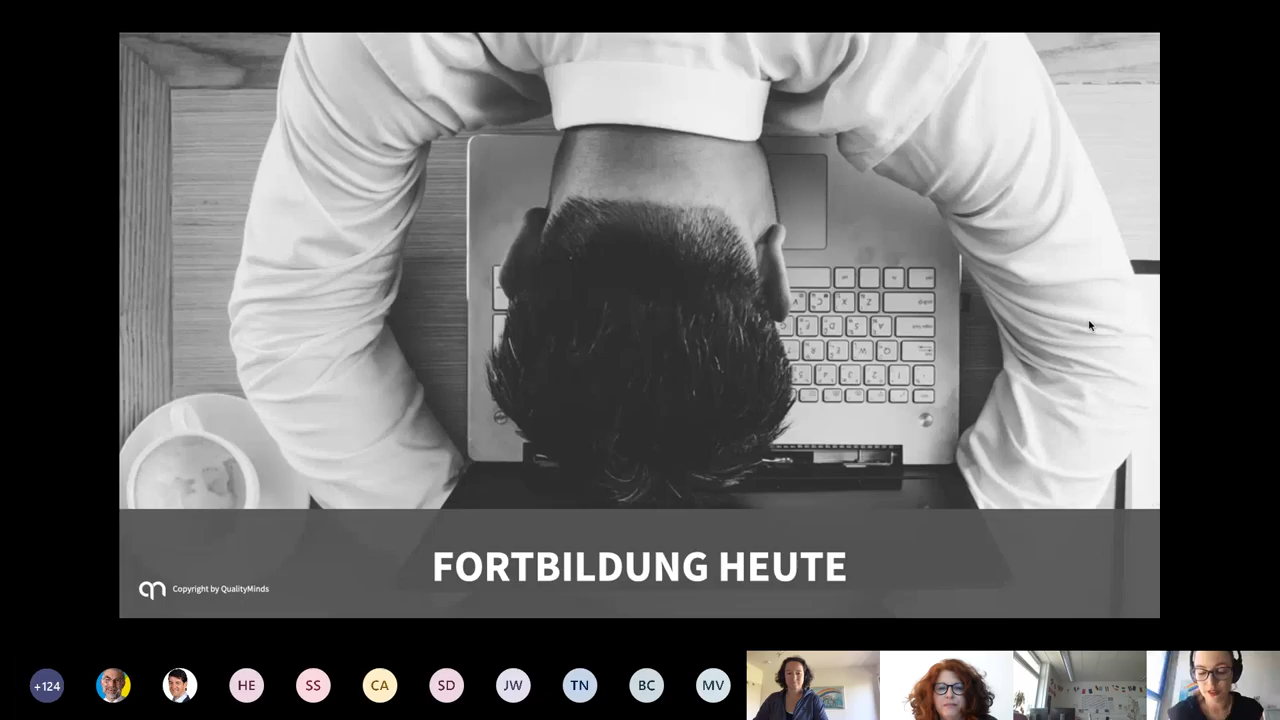 FORTBILDUNG HEUTE
Copyright by QualityMinds
+124
HE
SS
CA
SD
JW
TN
BC
MV